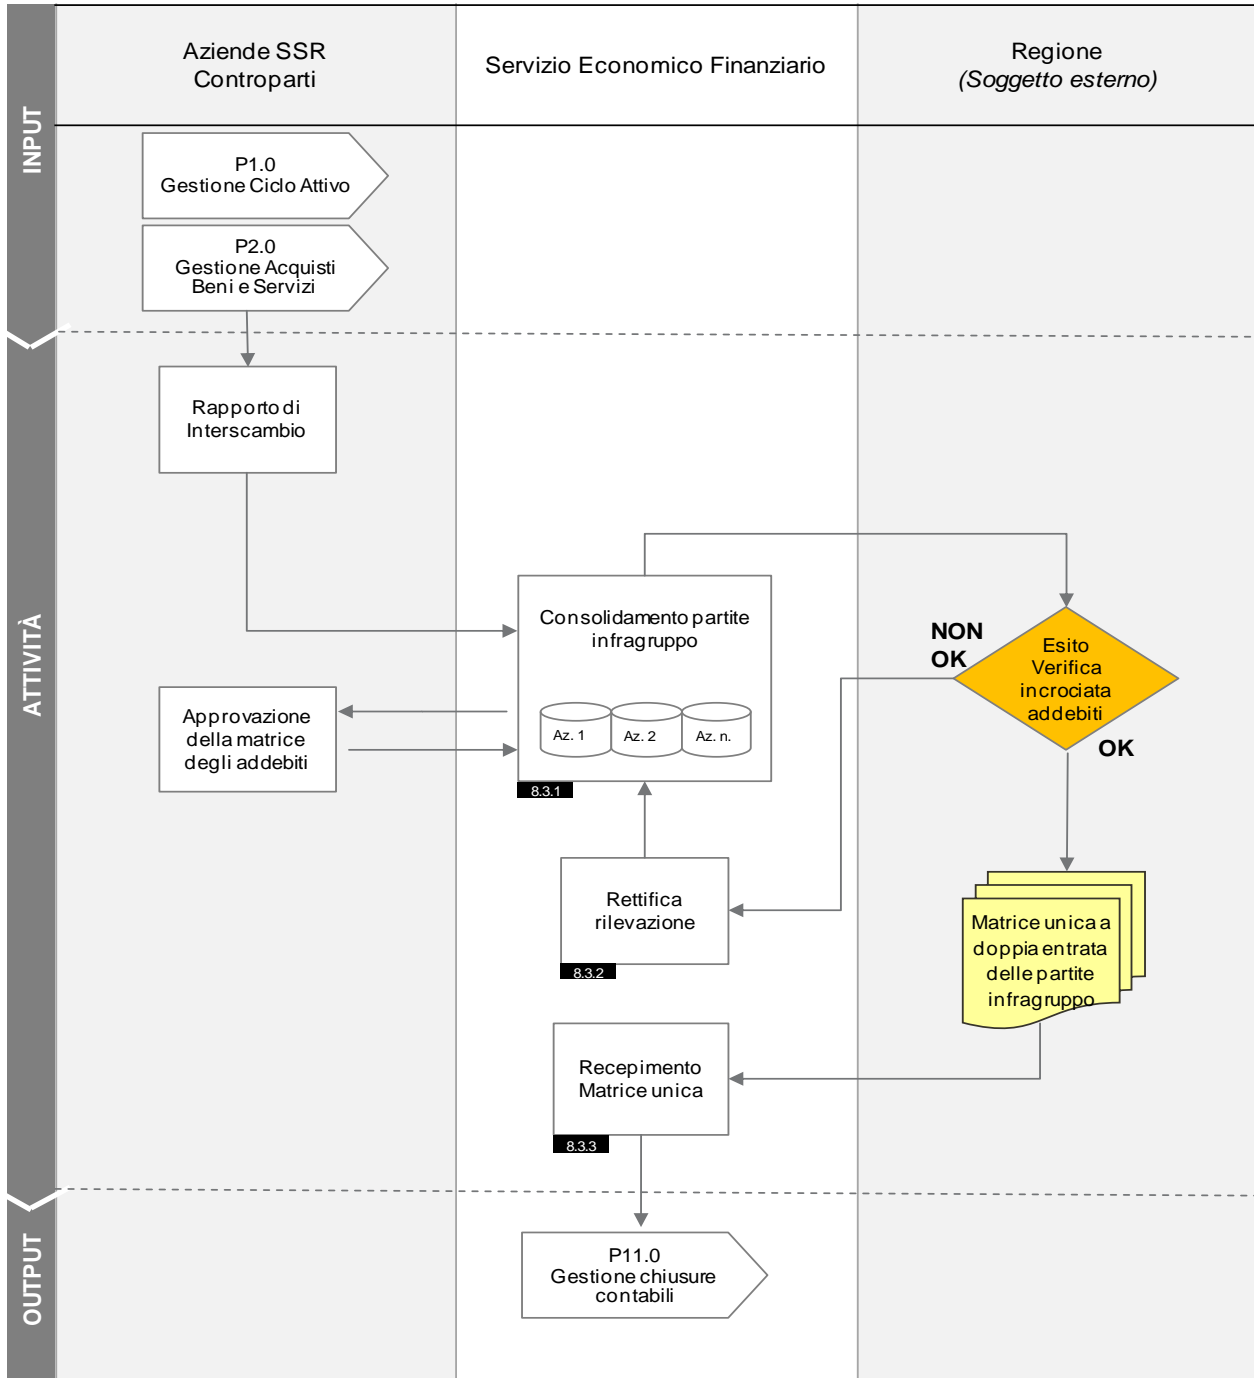 Aziende SSR
Controparti
Servizio Economico Finanziario
Regione
(Soggetto esterno)
INPUT
P1.0
Gestione Ciclo Attivo
P2.0
Gestione Acquisti
Beni e Servizi
ATTIVITÀ
Rapporto di
Interscambio
Consolidamento partite
infragruppo
Az. 1
Az. 2
Az. n.
8.3.1
NON
OK
Esito
Verifica
incrociata
addebiti
OK
Approvazione
della matrice
degli addebiti
Rettifica
rilevazione
8.3.2
Matrice unica a
doppia entrata
delle partite
infragruppo
Recepimento
Matrice unica
8.3.3
OUTPUT
P11.0
Gestione chiusure
contabili